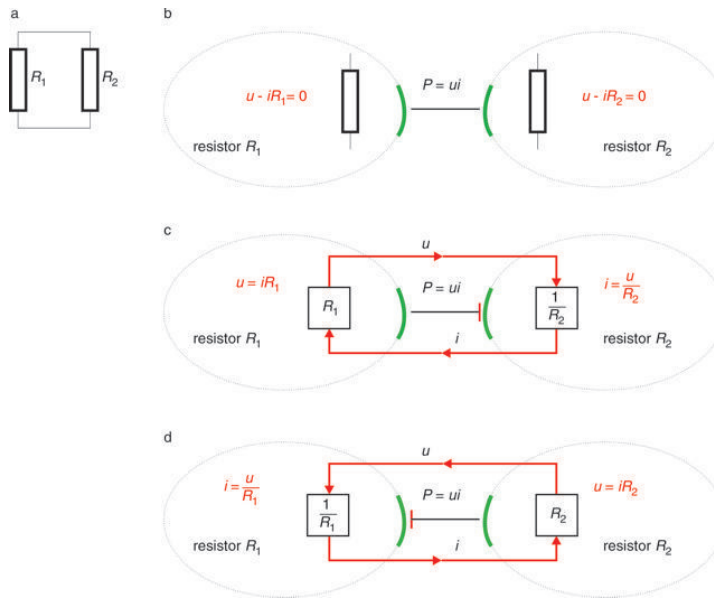 a
R₁
R₂
b
P = ui
u - iR₁ = 0
u - iR₂ = 0
resistor R₁
resistor R₂
c
u
u = iR₁
P = ui
i = u/R₂
R₁
1/R₂
resistor R₁
i
resistor R₂
d
u
i = u/R₁
P = ui
u = iR₂
1/R₁
R₂
resistor R₁
i
resistor R₂